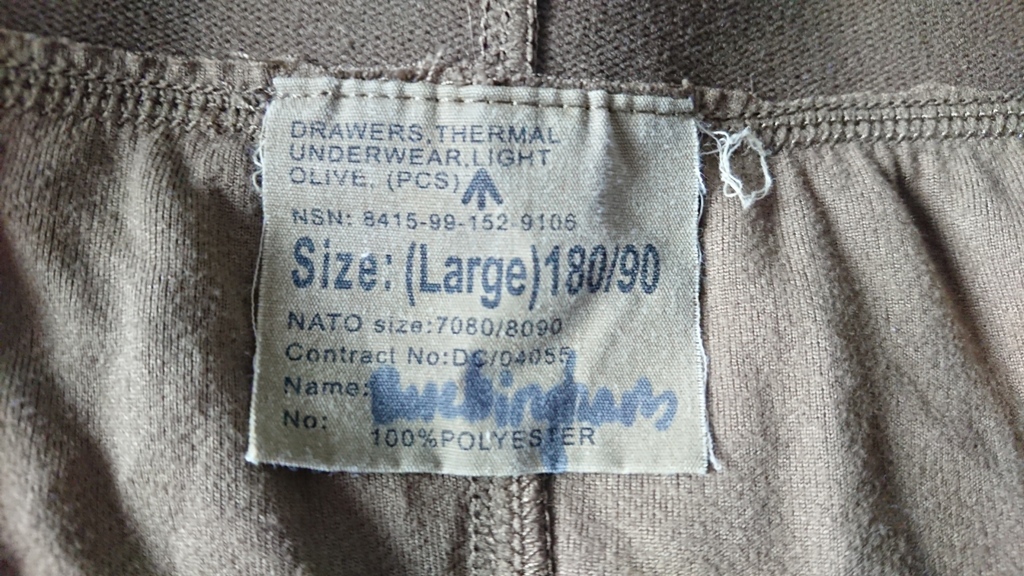 DRAWERS, THERMAL
UNDERWEAR, LIGHT
OLIVE, (PCS)
NSN: 8415-99-152-9106
Size: (Large)180/90
NATO size:7080/8090
Contract No:DC/04055
Name:
No:
100%POLYESTER